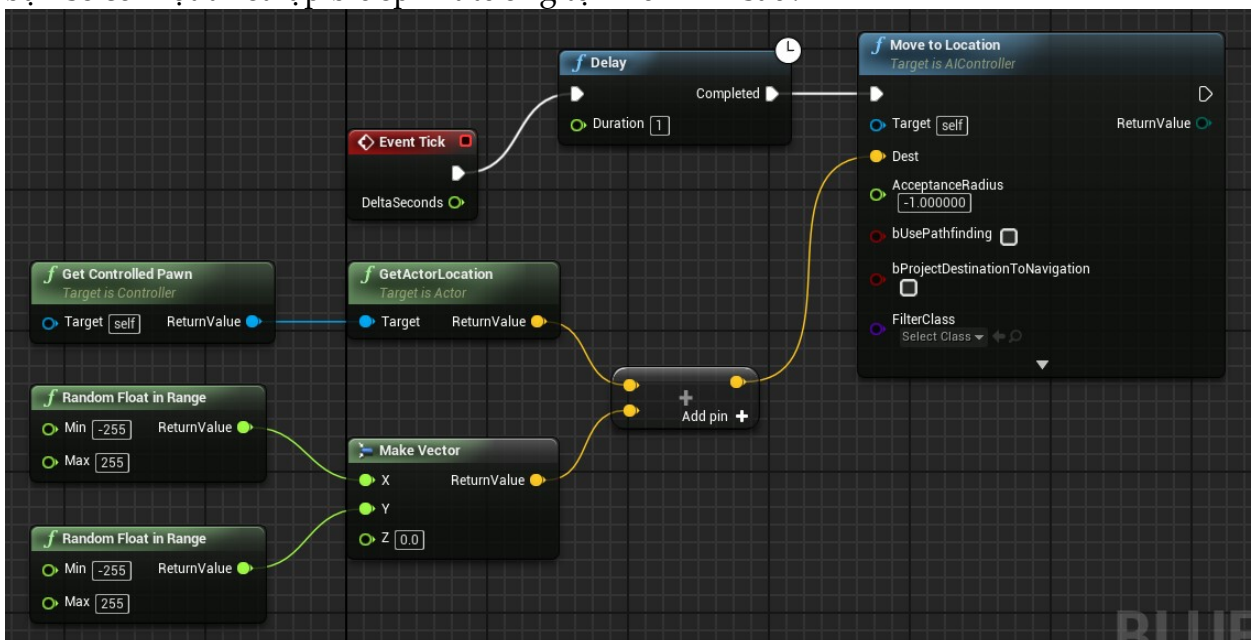 f Delay
Completed
Duration 1
f Move to Location
Target is AIController
Target self
ReturnValue
Dest
AcceptanceRadius
-1.000000
bUsePathfinding
bProjectDestinationToNavigation
FilterClass
Select Class
Event Tick
DeltaSeconds
f Get Controlled Pawn
Target is Controller
Target self ReturnValue
f GetActorLocation
Target is Actor
Target ReturnValue
Add pin
f Random Float in Range
Min -255 ReturnValue
Max 255
Make Vector
X ReturnValue
Y
Z 0.0
f Random Float in Range
Min -255 ReturnValue
Max 255